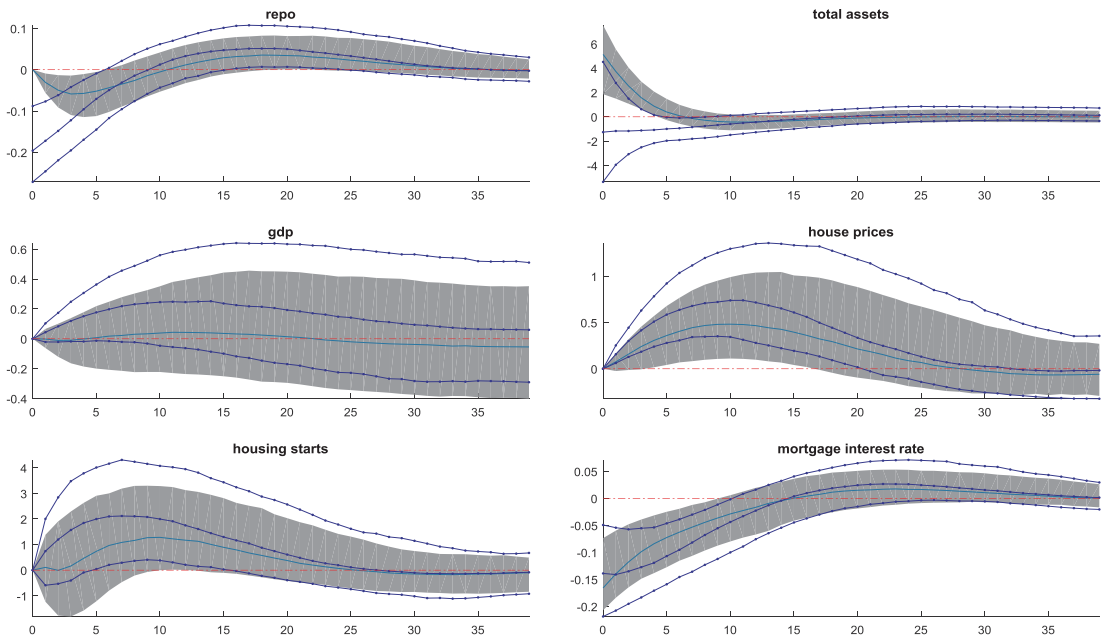 repo
0.1
0
-0.1
-0.2
0 5 10 15 20 25 30 35
total assets
6
4
2
0
-2
-4
0 5 10 15 20 25 30 35
gdp
0.6
0.4
0.2
0
-0.2
-0.4
0 5 10 15 20 25 30 35
house prices
1
0.5
0
5 10 15 20 25 30 35
housing starts
4
3
2
1
0
-1
0 5 10 15 20 25 30 35
mortgage interest rate
0.05
0
-0.05
-0.1
-0.15
-0.2
0 5 10 15 20 25 30 35